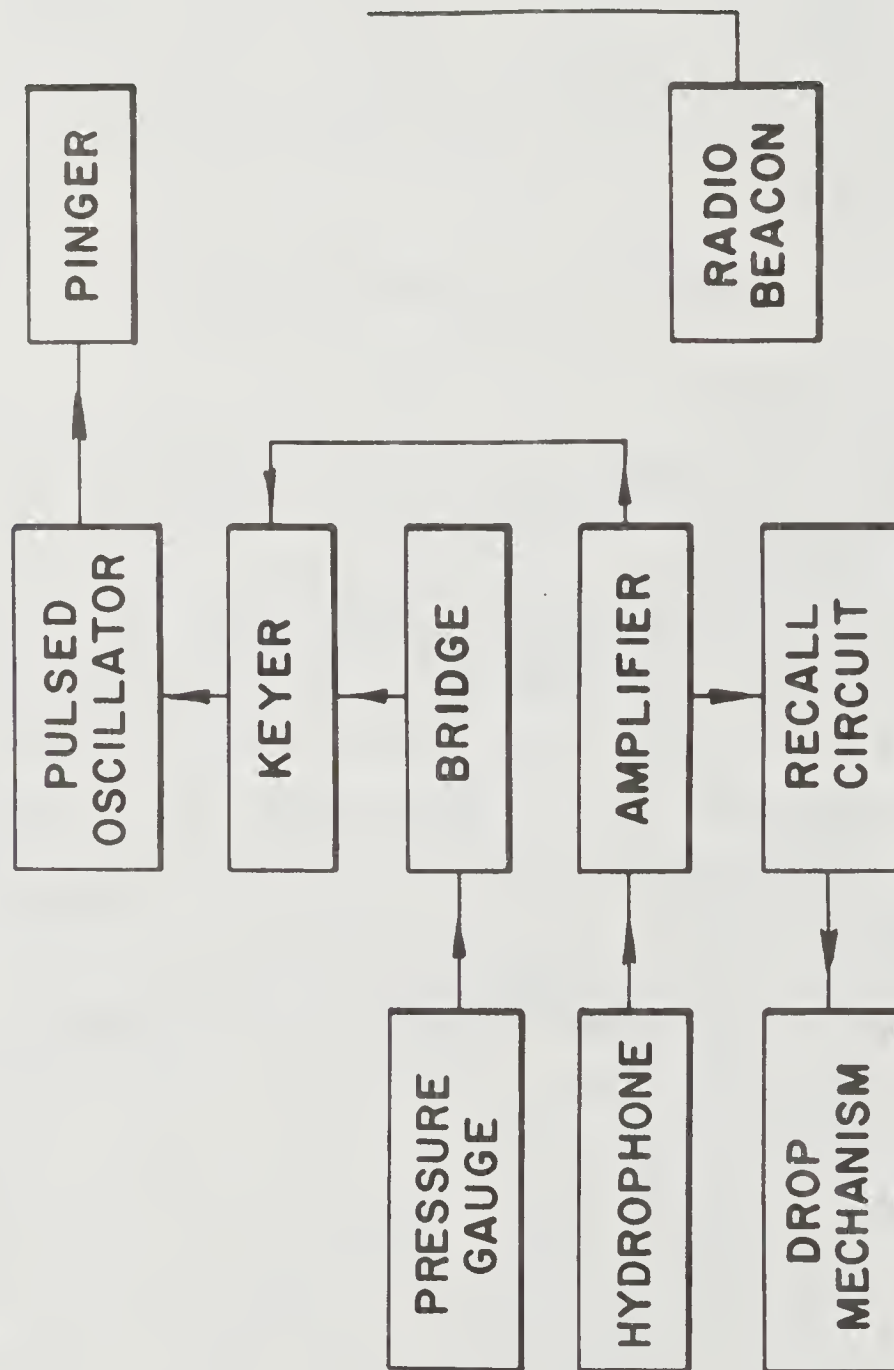 PULSED
OSCILLATOR
PINGER
KEYER
PRESSURE
GAUGE
BRIDGE
HYDROPHONE
AMPLIFIER
DROP
MECHANISM
RECALL
CIRCUIT
RADIO
BEACON